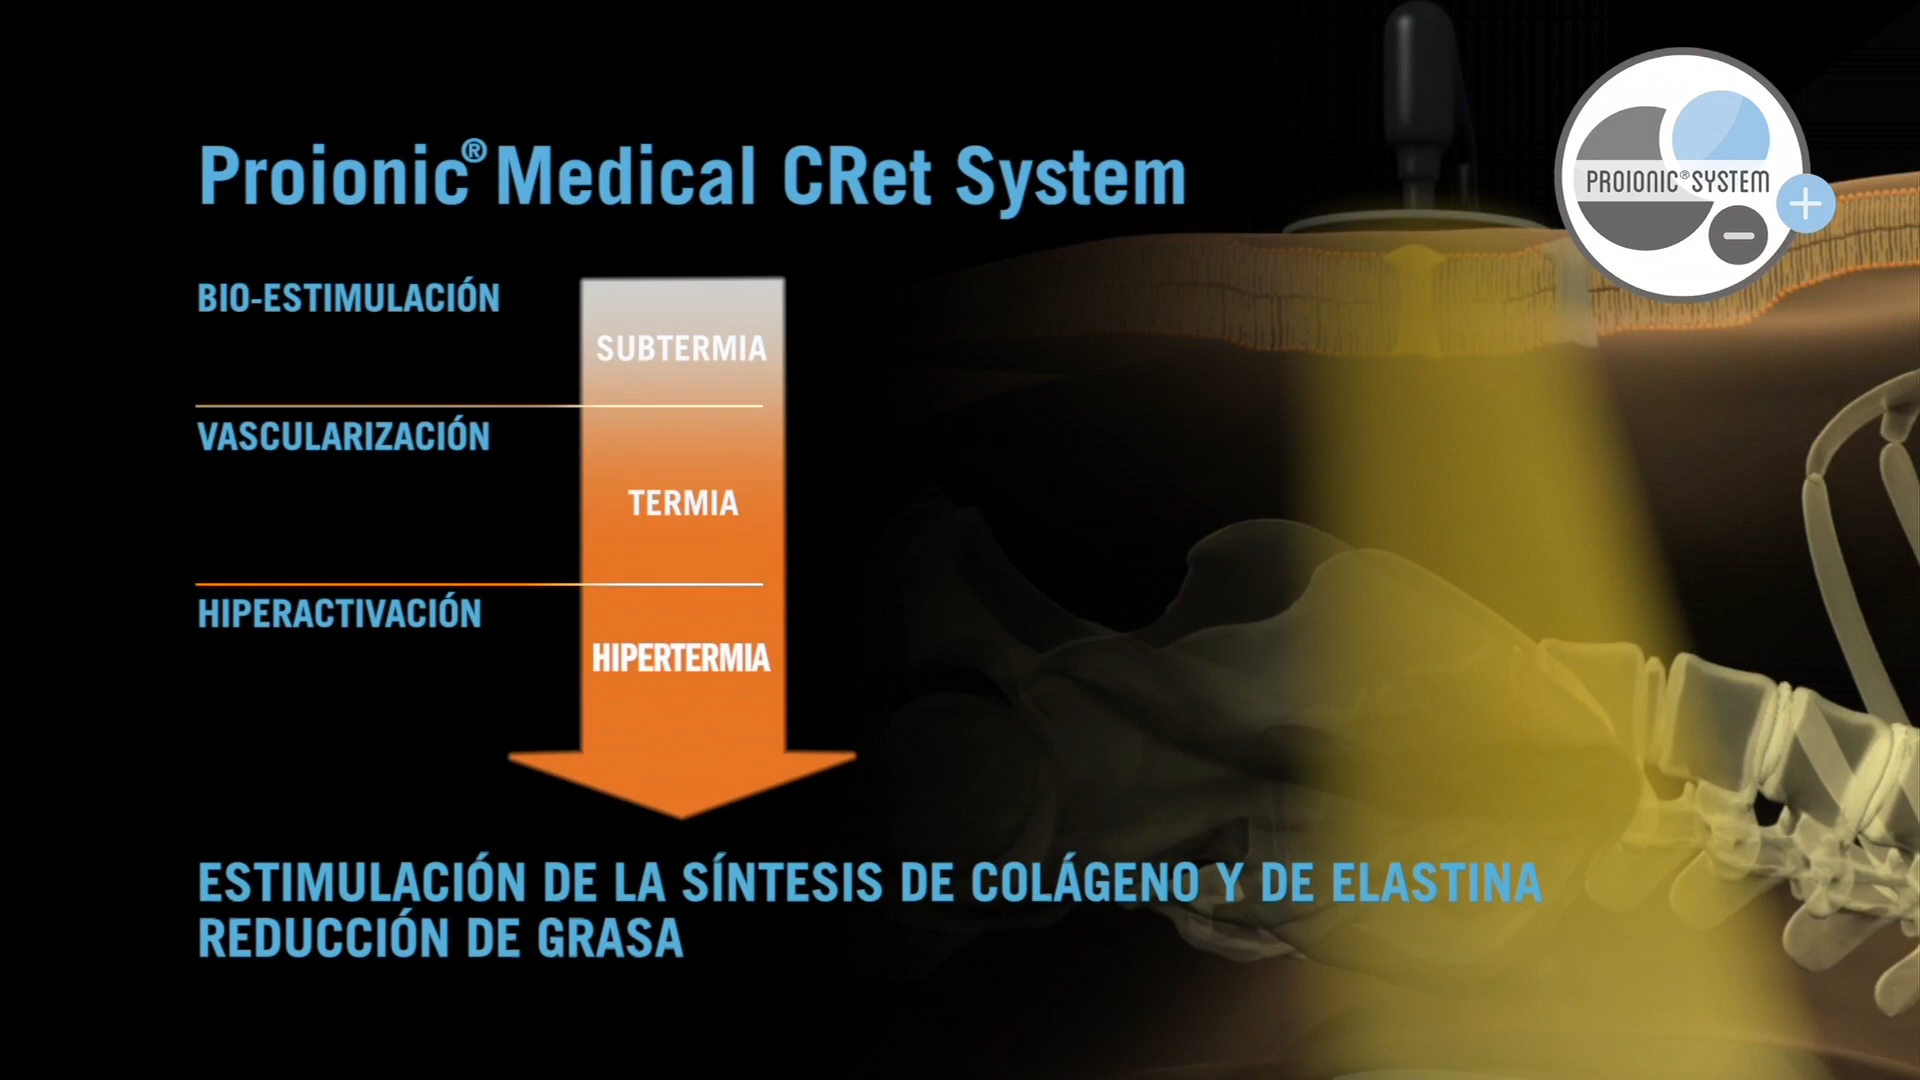 Proionic® Medical CRet System
PROIONIC® SYSTEM
BIO-ESTIMULACIÓN
SUBTERMIA
VASCULARIZACIÓN
TERMIA
HIPERACTIVACIÓN
HIPERTERMIA
ESTIMULACIÓN DE LA SÍNTESIS DE COLÁGENO Y DE ELASTINA
REDUCCIÓN DE GRASA